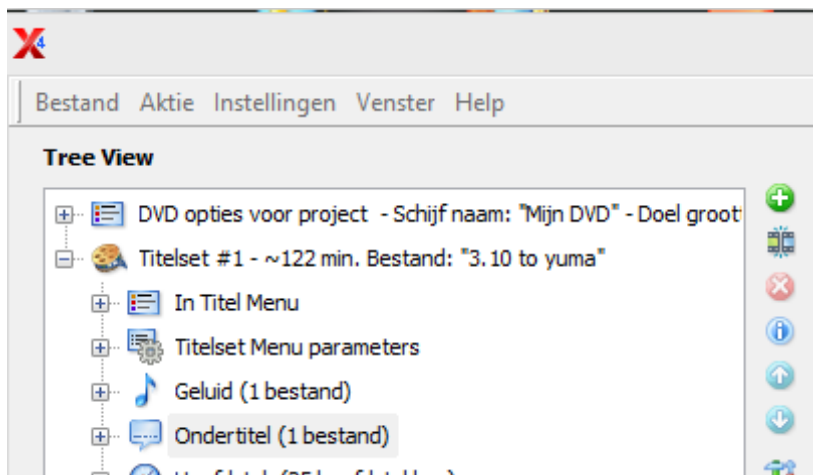 X4
Bestand Aktie Instellingen Venster Help
Tree View
DVD opties voor project - Schijf naam: "Mijn DVD" - Doel groot
Titelset #1 - ~122 min. Bestand: "3.10 to yuma"
In Titel Menu
Titelset Menu parameters
Geluid (1 bestand)
Ondertitel (1 bestand)